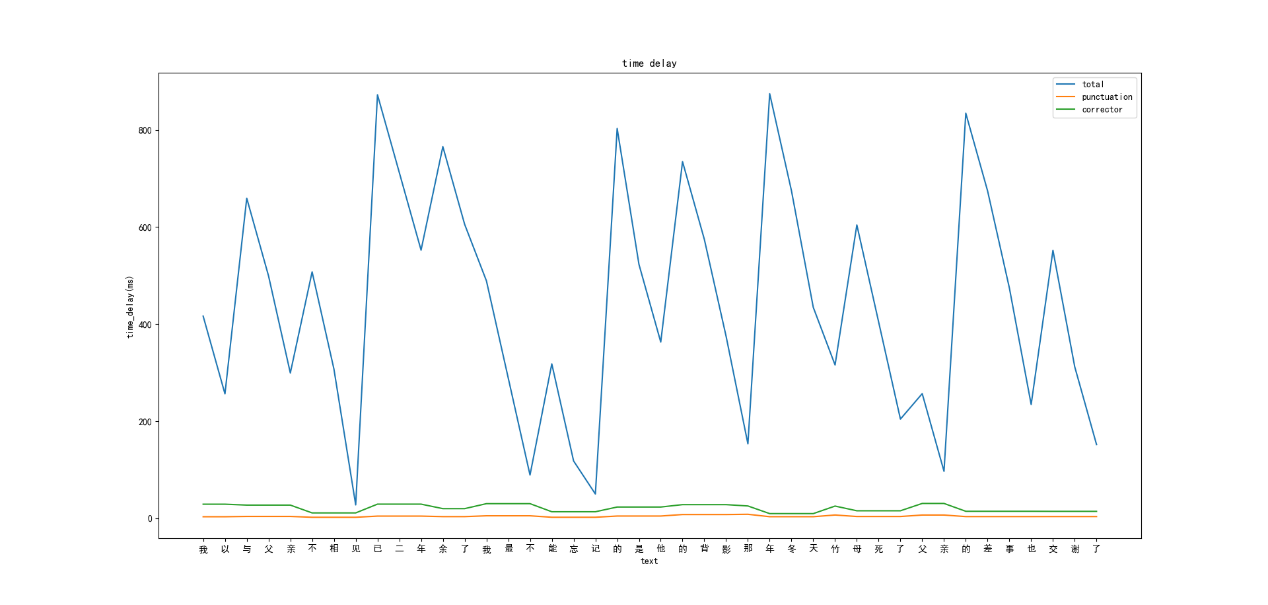 time delay
total
punctuation
corrector
800
600
400
200
0
time_delay(ms)
我 以 与 父 亲 不 相 见 已 二 年 余 了 我 最 不 能 忘 记 的 是 他 的 背 影 那 年 冬 天 竹 母 死 了 父 亲 的 差 事 也 交 谢 了
text